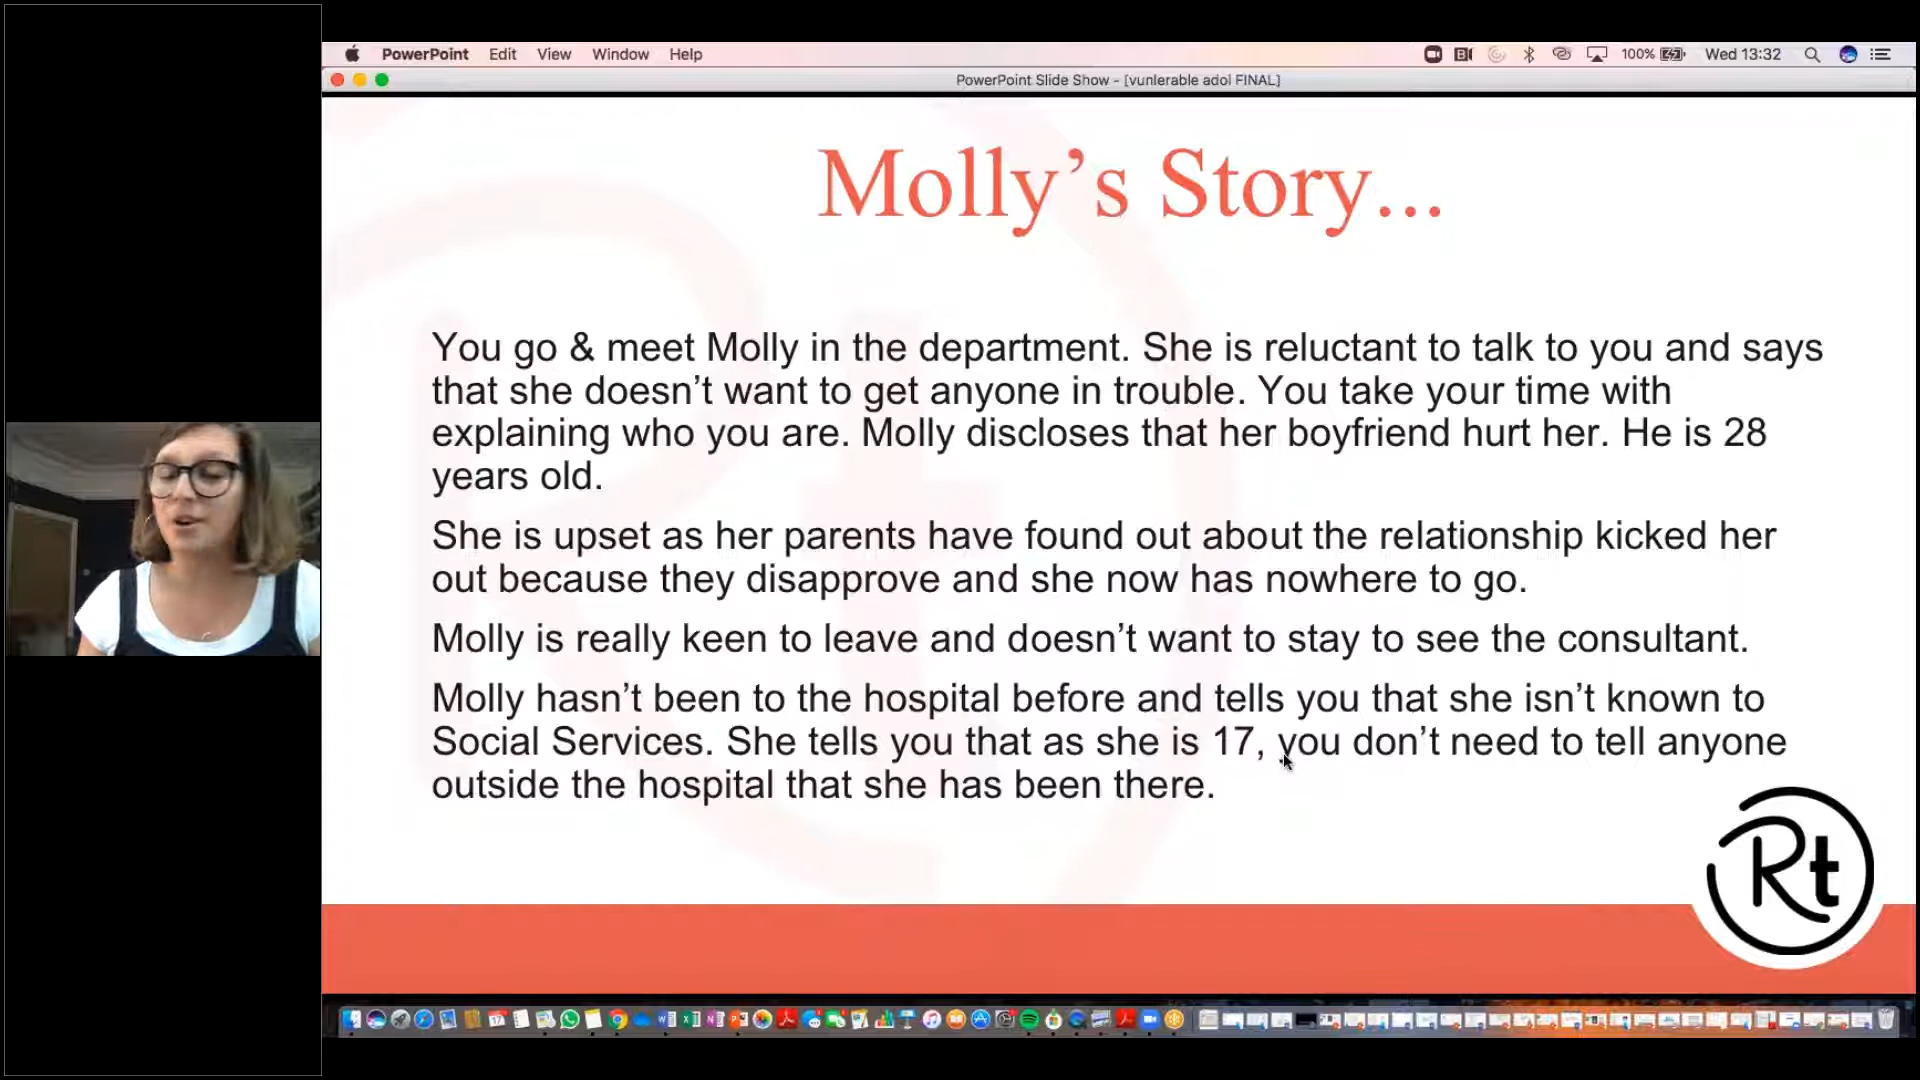 PowerPoint Edit View Window Help 100% Wed 13:32
PowerPoint Slide Show - [vunlerable adol FINAL]
Molly’s Story...
You go & meet Molly in the department. She is reluctant to talk to you and says
that she doesn’t want to get anyone in trouble. You take your time with
explaining who you are. Molly discloses that her boyfriend hurt her. He is 28
years old.
She is upset as her parents have found out about the relationship kicked her
out because they disapprove and she now has nowhere to go.
Molly is really keen to leave and doesn’t want to stay to see the consultant.
Molly hasn’t been to the hospital before and tells you that she isn’t known to
Social Services. She tells you that as she is 17, you don’t need to tell anyone
outside the hospital that she has been there.
Rt